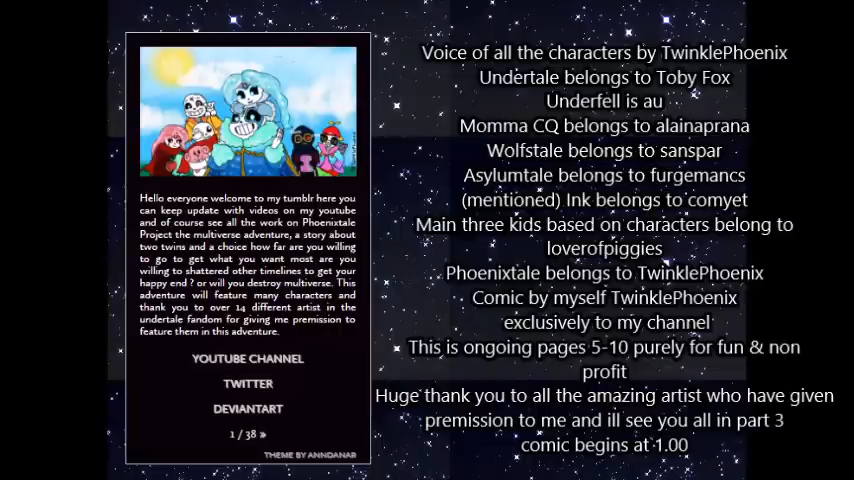 Hello everyone welcome to my tumblr here you
can keep update with videos on my youtube
and of course see all the work on Phoenixtale
Project the multiverse adventure, a story about
two twins and a choice how far are you willing
to go to get what you want most are you
willing to shattered other timelines to get your
happy end ? or will you destroy multiverse. This
adventure will feature many characters and
thank you to over 14 different artist in the
undertale fandom for giving me premission to
feature them in this adventure.
YOUTUBE CHANNEL
TWITTER
DEVIANTART
1 / 38 »
THEME BY ANNDANAR
Voice of all the characters by TwinklePhoenix
Undertale belongs to Toby Fox
Underfell is au
Momma CQ belongs to alainaprana
Wolfstale belongs to sanspar
Asylumtale belongs to furgemancs
(mentioned) Ink belongs to comyet
Main three kids based on characters belong to
loverofpiggies
Phoenixtale belongs to TwinklePhoenix
Comic by myself TwinklePhoenix
exclusively to my channel
This is ongoing pages 5-10 purely for fun & non
profit
Huge thank you to all the amazing artist who have given
premission to me and ill see you all in part 3
comic begins at 1.00